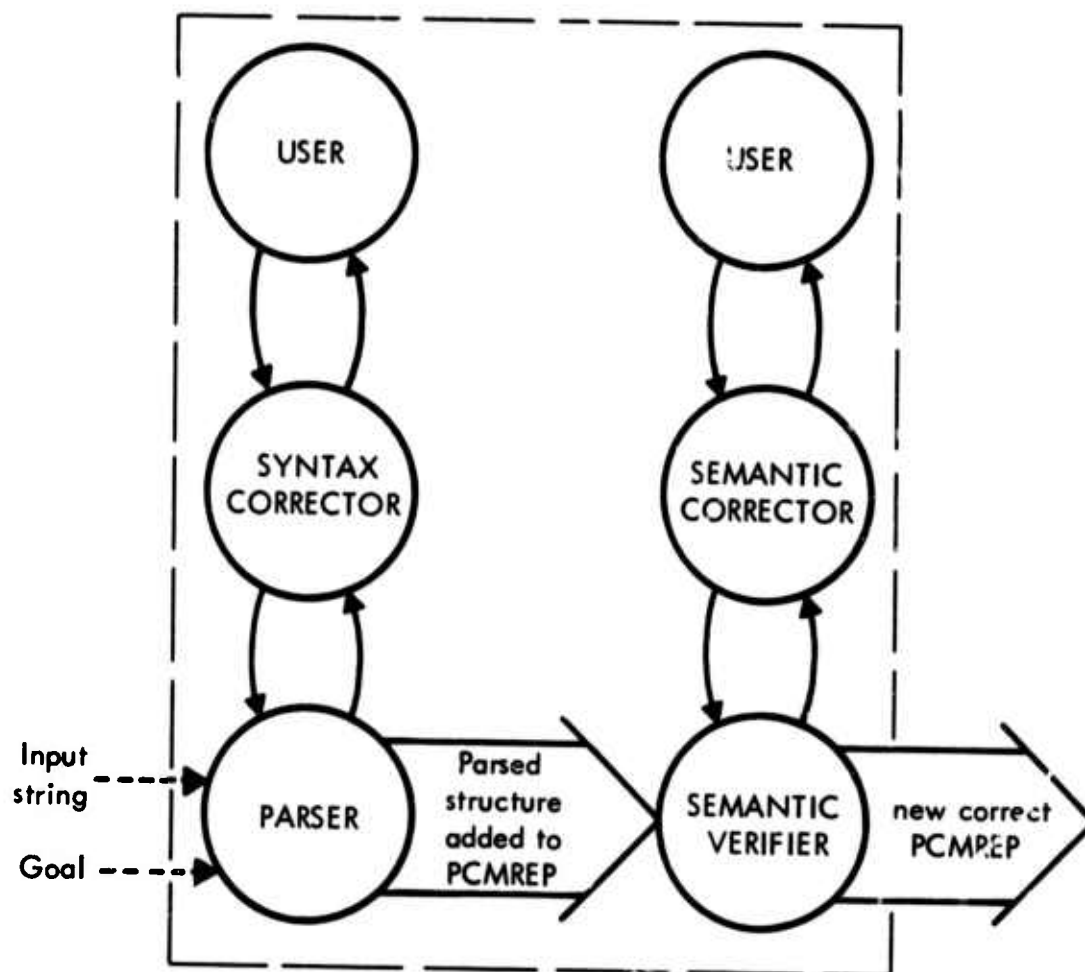 USER
USER
SYNTAX
CORRECTOR
SEMANTIC
CORRECTOR
Input
string
Goal
PARSER
Parsed
structure
added to
PCMREP
SEMANTIC
VERIFIER
new correct
PCMREP